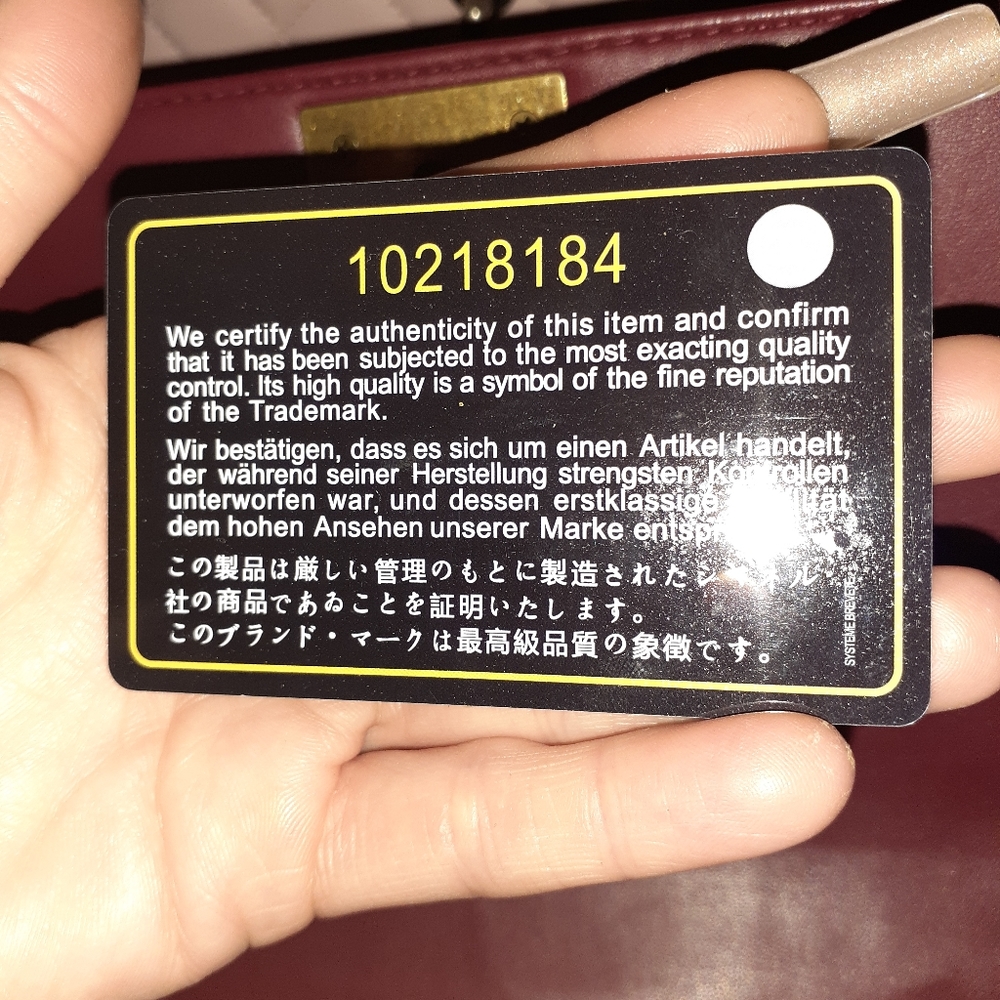 10218184
We certify the authenticity of this item and confirm
that it has been subjected to the most exacting quality
control. Its high quality is a symbol of the fine reputation
of the Trademark.
Wir bestätigen, dass es sich um einen Artikel handelt,
der während seiner Herstellung strengsten Kontrollen
unterworfen war, und dessen erstklassige
dem hohen Ansehen unserer Marke
この製品は厳しい管理のもとに製造された
社の商品であゐことを証明いたします。
このブランド・マークは最高級品質の象徴です。
SYSTEME BREVETE